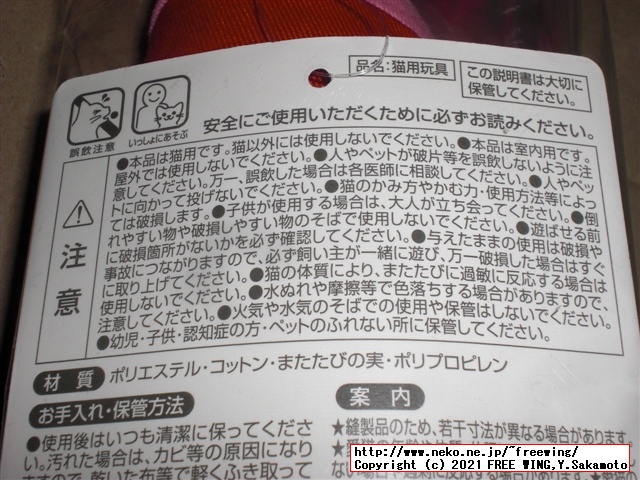 品名：猫用玩具
この説明書は大切に
保管してください。
誤飲注意
いっしょにあそぶ
安全にご使用いただくために必ずお読みください。
⚠
注意
●本品は猫用です。猫以外には使用しないでください。●本品は室内用です。
屋外では使用しないでください。●人やペットが破片等を誤飲しないように注
意してください。万一、誤飲した場合は各医師に相談してください。●人やペッ
トに向かって投げないでください。●猫のかみ方やかむ力・使用方法等によっ
ては破損します。●子供が使用する場合は、大人が立ち会ってください。●倒
れやすい物や破損しやすい物のそばで使用しないでください。●遊ばせる前
に破損箇所がないかを必ず確認してください。●与えたままの使用は破損や
事故につながりますので、必ず飼い主が一緒に遊び、万一破損した場合はすぐ
に取り上げてください。●猫の体質により、またたびに過敏に反応する場合は
使用しないでください。●水ぬれや摩擦等で色落ちする場合がありますので、
注意してください。●火気や水気のそばでの使用や保管はしないでください。
●幼児・子供・認知症の方・ペットのふれない所に保管してください。
材質 ポリエステル・コットン・またたびの実・ポリプロピレン
お手入れ・保管方法
●使用後はいつも清潔に保ってくださ
い。汚れた場合は、カビ等の原因になり
ますので、乾いた布等で軽くふき取って
案内
★縫製品のため、若干寸法が異なる場合があります。
http://www.neko.ne.jp/~freewing/
Copyright (c) 2021 FREE WING,Y.Sakamoto